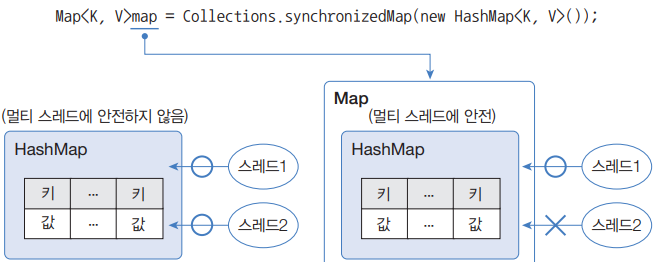 Map<K, V>map = Collections.synchronizedMap(new HashMap<K, V>());
(멀티 스레드에 안전하지 않음)
HashMap
키 ... 키
값 ... 값
스레드1
스레드2
Map
(멀티 스레드에 안전)
HashMap
키 ... 키
값 ... 값
스레드1
스레드2